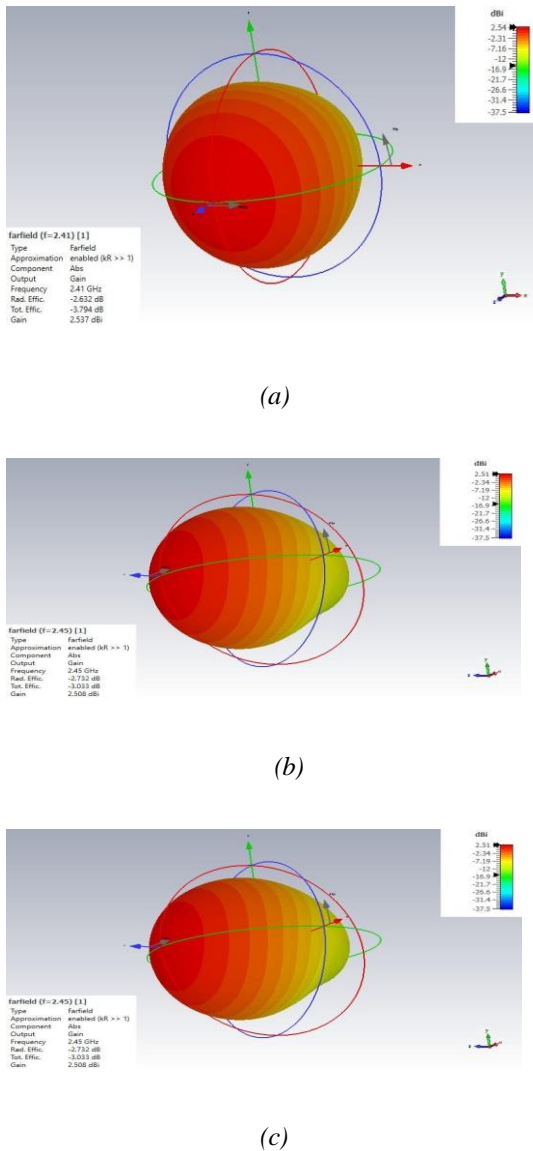 dBi
2.54
-2.31
-7.16
-12
-16.9
-21.7
-26.6
-31.4
-37.5
farfield (f=2.41) [1]
Type Farfield
Approximation enabled (kR >> 1)
Component Abs
Output Gain
Frequency 2.41 GHz
Rad. Effic. -2.632 dB
Tot. Effic. -3.794 dB
Gain 2.537 dBi
y
x
z
(a)
dBi
2.51
-2.34
-7.19
-12
-16.9
-21.7
-26.6
-31.4
-37.5
farfield (f=2.45) [1]
Type Farfield
Approximation enabled (kR >> 1)
Component Abs
Output Gain
Frequency 2.45 GHz
Rad. Effic. -2.732 dB
Tot. Effic. -3.033 dB
Gain 2.508 dBi
y
z
(b)
dBi
2.51
-2.34
-7.19
-12
-16.9
-21.7
-26.6
-31.4
-37.5
farfield (f=2.45) [1]
Type Farfield
Approximation enabled (kR >> 1)
Component Abs
Output Gain
Frequency 2.45 GHz
Rad. Effic. -2.732 dB
Tot. Effic. -3.033 dB
Gain 2.508 dBi
y
z
(c)